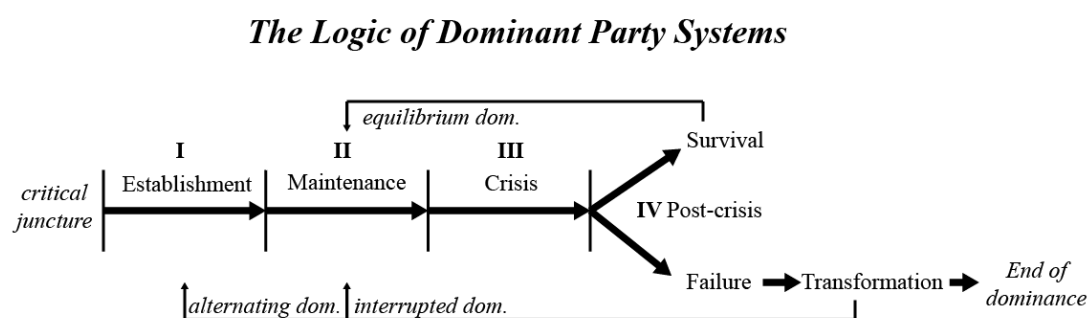 The Logic of Dominant Party Systems
equilibrium dom.
I
II
III
Survival
Establishment
Maintenance
Crisis
critical
juncture
IV Post-crisis
Failure
Transformation
End of
dominance
alternating dom.
interrupted dom.